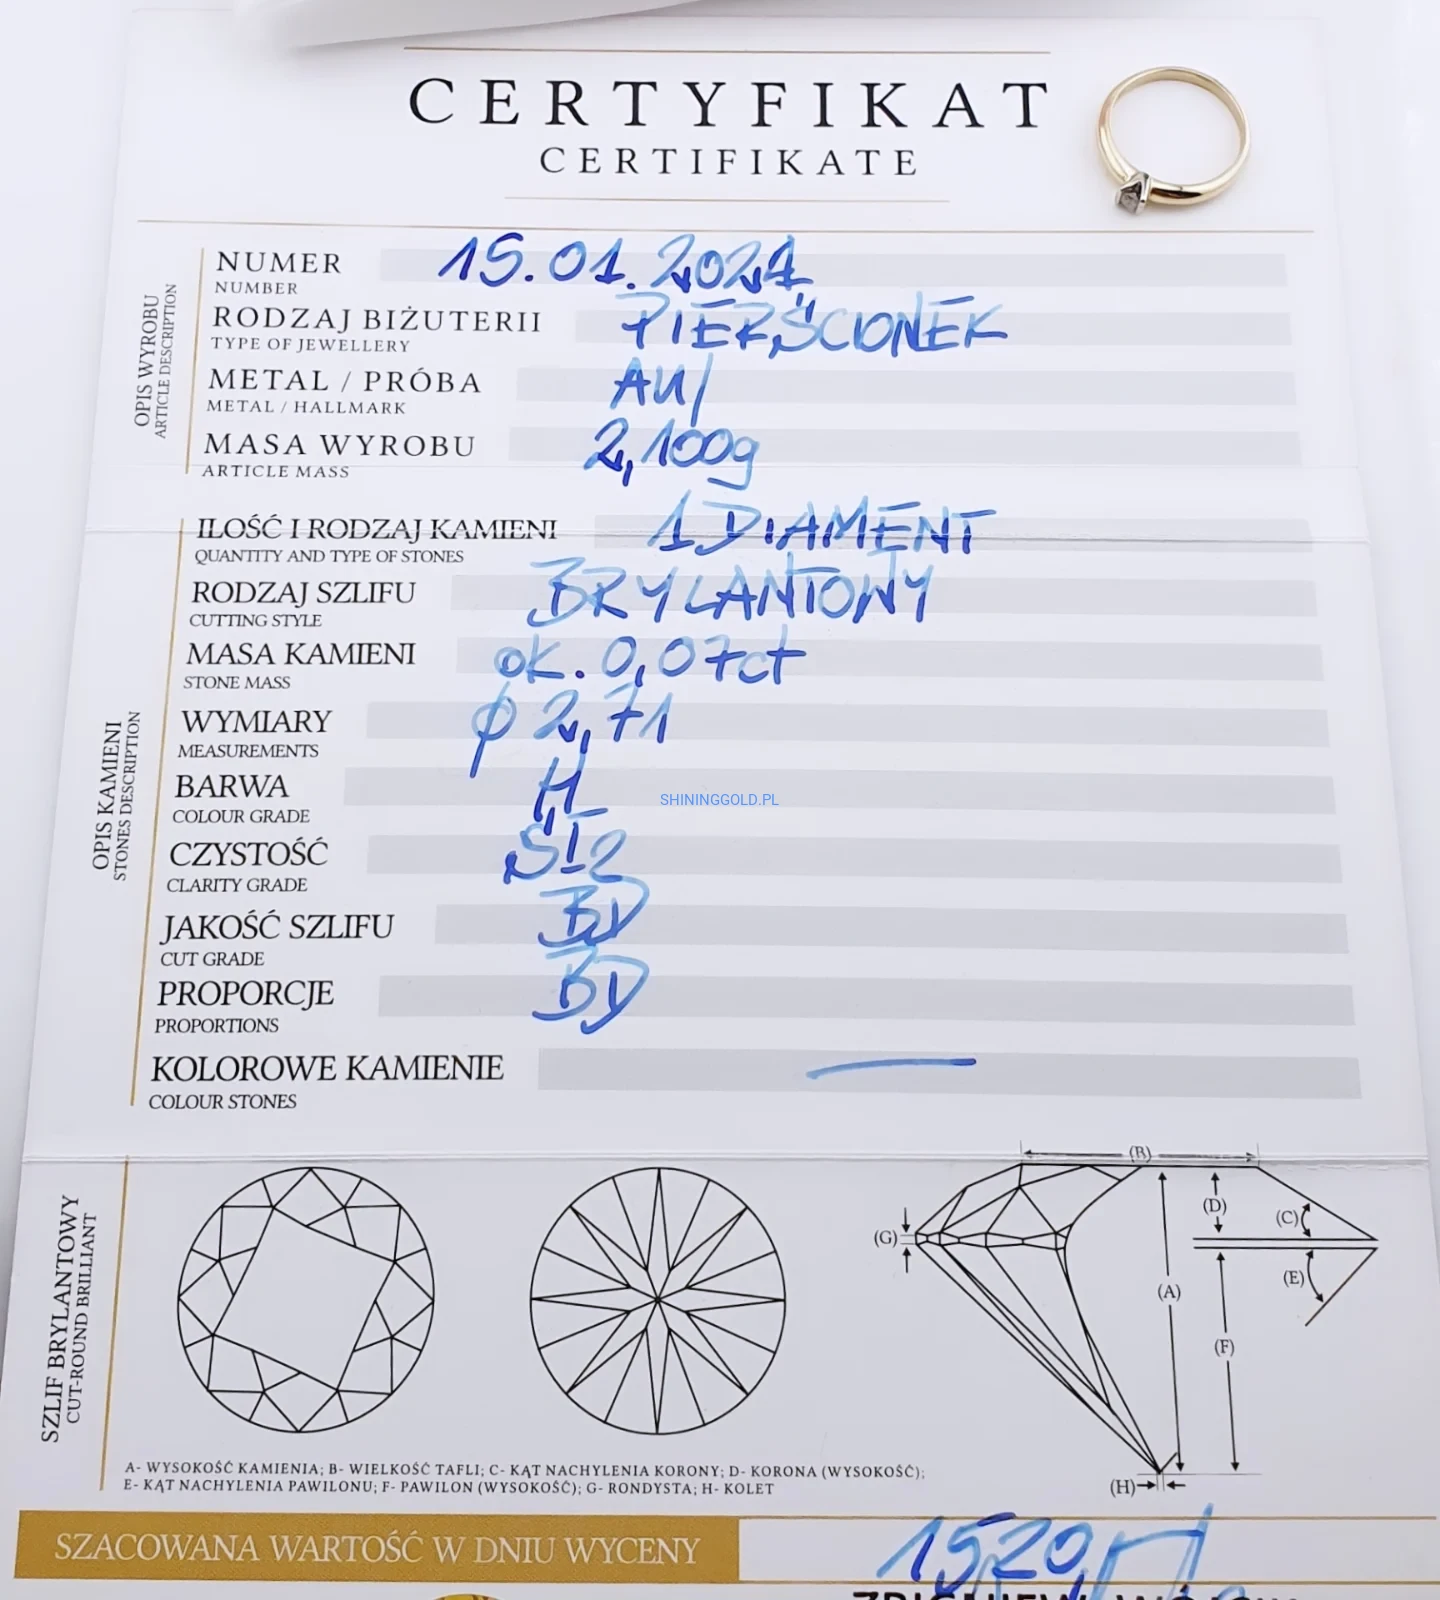 CERTYFIKAT
CERTIFIKATE
OPIS WYROBU
ARTICLE DESCRIPTION
NUMER 15.01.2024
NUMBER
RODZAJ BIŻUTERII PIERŚCIONEK
TYPE OF JEWELLERY
METAL / PRÓBA AU/
METAL / HALLMARK
MASA WYROBU 2,100g
ARTICLE MASS
OPIS KAMIENI
STONES DESCRIPTION
ILOŚĆ I RODZAJ KAMIENI 1 DIAMENT
QUANTITY AND TYPE OF STONES
RODZAJ SZLIFU BRYLANTOWY
CUTTING STYLE
MASA KAMIENI ok. 0,07ct
STONE MASS
WYMIARY ϕ 2,71
MEASUREMENTS
BARWA H
COLOUR GRADE
SHININGGOLD.PL
CZYSTOŚĆ SI2
CLARITY GRADE
JAKOŚĆ SZLIFU BD
CUT GRADE
PROPORCJE BD
PROPORTIONS
KOLOROWE KAMIENIE —
COLOUR STONES
SZLIF BRYLANTOWY
CUT-ROUND BRILLIANT
(B)
(D)
(C)
(G)
(E)
(A)
(F)
(H)
A- WYSOKOŚĆ KAMIENIA; B- WIELKOŚĆ TAFLI; C- KĄT NACHYLENIA KORONY; D- KORONA (WYSOKOŚĆ);
E- KĄT NACHYLENIA PAWILONU; F- PAWILON (WYSOKOŚĆ); G- RONDYSTA; H- KOLET
SZACOWANA WARTOŚĆ W DNIU WYCENY 1520,
ZBIGNIEW